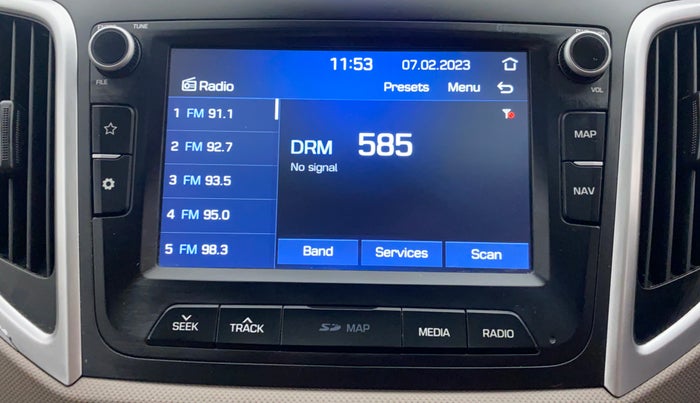 TUNE
FILE
VOL
11:53 07.02.2023
Radio
Presets Menu
1 FM 91.1
2 FM 92.7
3 FM 93.5
4 FM 95.0
5 FM 98.3
DRM 585
No signal
Band Services Scan
MAP
NAV
SEEK
TRACK
SD MAP
MEDIA
RADIO